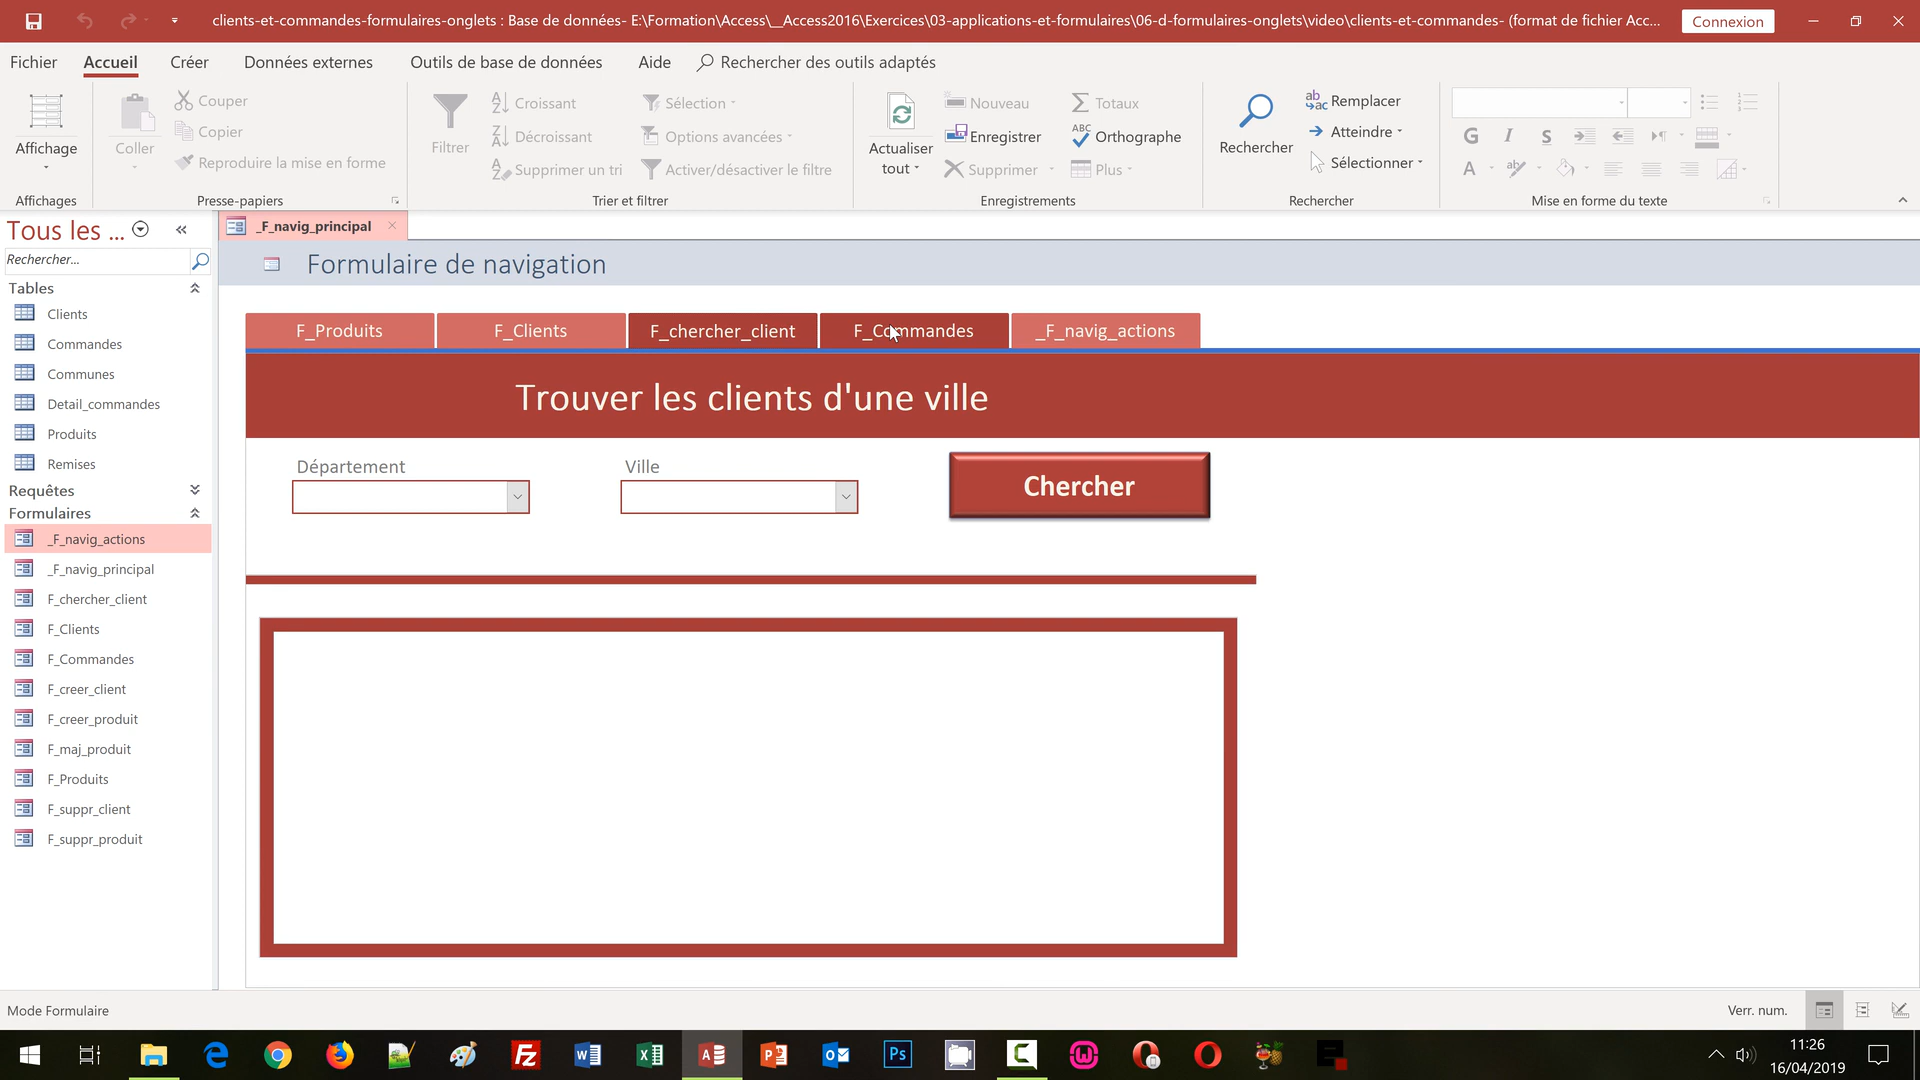 clients-et-commandes-formulaires-onglets : Base de données- E:\Formation\Access\__Access2016\Exercices\03-applications-et-formulaires\06-d-formulaires-onglets\video\clients-et-commandes- (format de fichier Acc...
Connexion
Fichier
Accueil
Créer
Données externes
Outils de base de données
Aide
Rechercher des outils adaptés
Affichage
Affichages
Coller
Couper
Copier
Reproduire la mise en forme
Presse-papiers
Filtrer
Croissant
Décroissant
Supprimer un tri
Sélection
Options avancées
Activer/désactiver le filtre
Trier et filtrer
Actualiser
tout
Nouveau
Enregistrer
Supprimer
Totaux
Orthographe
Plus
Enregistrements
Rechercher
Remplacer
Atteindre
Sélectionner
Rechercher
G I S
A
Mise en forme du texte
Tous les ...
Rechercher...
Tables
Clients
Commandes
Communes
Detail_commandes
Produits
Remises
Requêtes
Formulaires
_F_navig_actions
_F_navig_principal
F_chercher_client
F_Clients
F_Commandes
F_creer_client
F_creer_produit
F_maj_produit
F_Produits
F_suppr_client
F_suppr_produit
_F_navig_principal
Formulaire de navigation
F_Produits
F_Clients
F_chercher_client
F_Commandes
_F_navig_actions
Trouver les clients d'une ville
Département
Ville
Chercher
Mode Formulaire
Verr. num.
11:26
16/04/2019